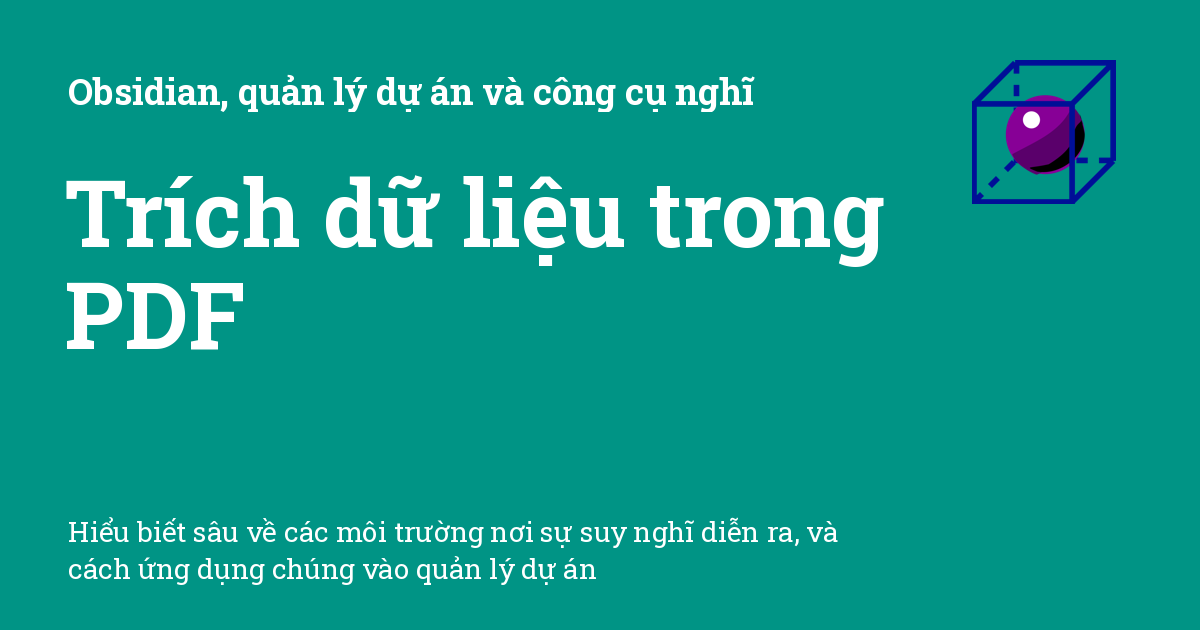 Obsidian, quản lý dự án và công cụ nghĩ
Trích dữ liệu trong
PDF
Hiểu biết sâu về các môi trường nơi sự suy nghĩ diễn ra, và
cách ứng dụng chúng vào quản lý dự án